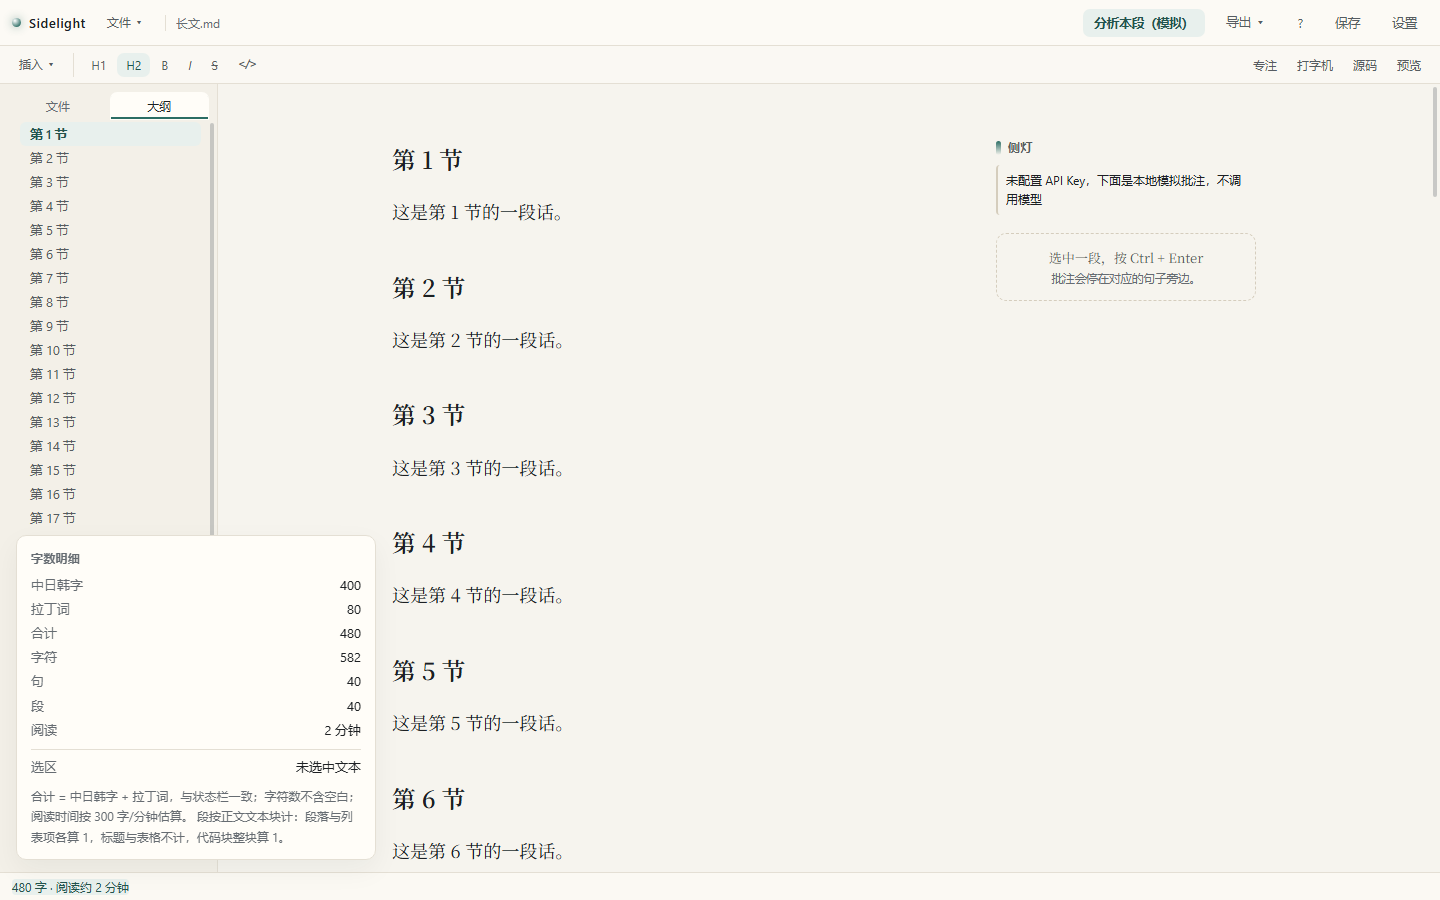 Sidelight 文件 ▾ 长文.md 分析本段（模拟） 导出 ▾ ? 保存 设置
插入 ▾ H1 H2 B I S </> 专注 打字机 源码 预览
文件 大纲
第 1 节
第 2 节
第 3 节
第 4 节
第 5 节
第 6 节
第 7 节
第 8 节
第 9 节
第 10 节
第 11 节
第 12 节
第 13 节
第 14 节
第 15 节
第 16 节
第 17 节
字数明细
中日韩字 400
拉丁词 80
合计 480
字符 582
句 40
段 40
阅读 2 分钟
选区 未选中文本
合计 = 中日韩字 + 拉丁词，与状态栏一致；字符数不含空白；
阅读时间按 300 字/分钟估算。 段按正文文本块计：段落与列
表项各算 1，标题与表格不计，代码块整块算 1。
第 1 节
这是第 1 节的一段话。
第 2 节
这是第 2 节的一段话。
第 3 节
这是第 3 节的一段话。
第 4 节
这是第 4 节的一段话。
第 5 节
这是第 5 节的一段话。
第 6 节
这是第 6 节的一段话。
侧灯
未配置 API Key，下面是本地模拟批注，不调
用模型
选中一段，按 Ctrl + Enter
批注会停在对应的句子旁边。
480 字 · 阅读约 2 分钟